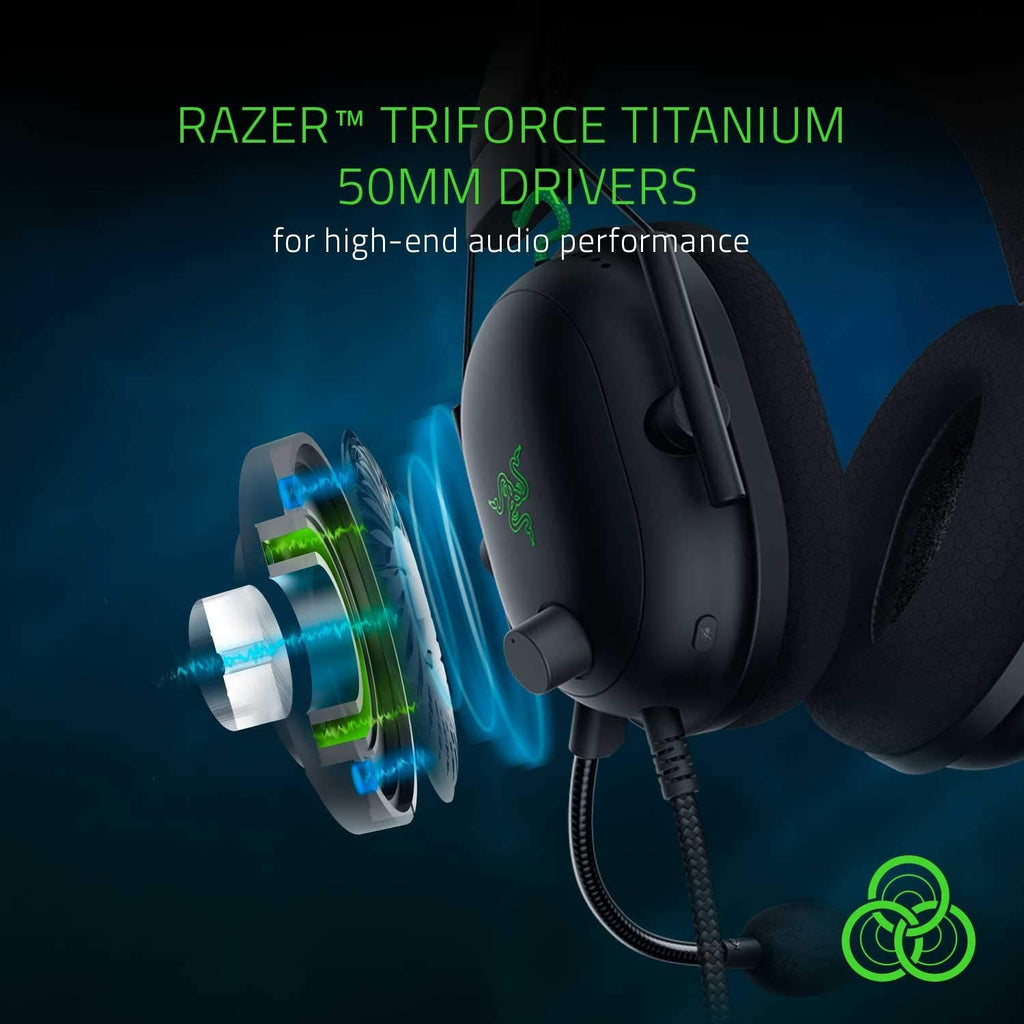 RAZER™ TRIFORCE TITANIUM
50MM DRIVERS
for high-end audio performance